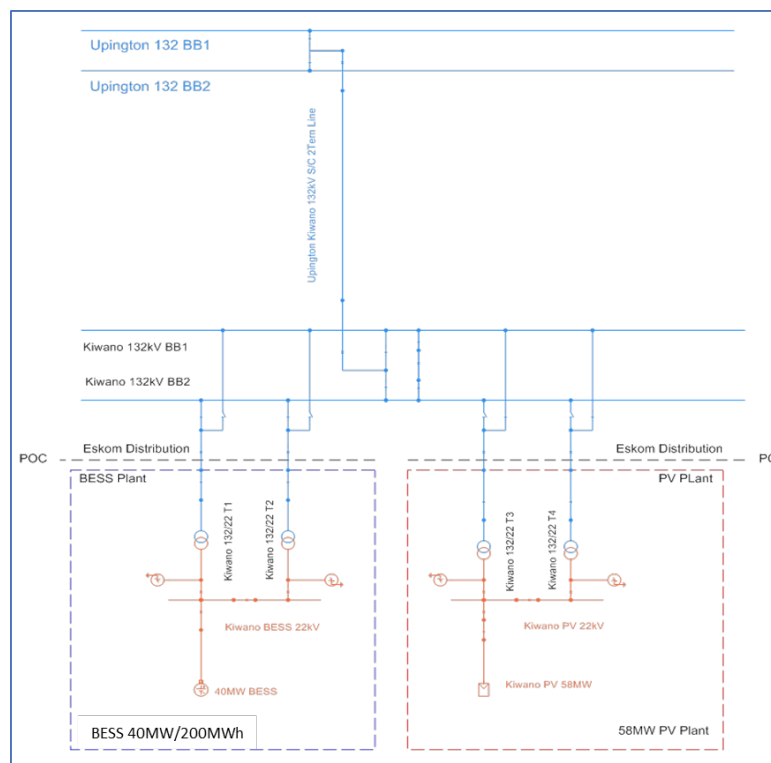 Upington 132 BB1
Upington 132 BB2
Upington Kiwano 132kV S/C 2Tern Line
Kiwano 132kV BB1
Kiwano 132kV BB2
Eskom Distribution
Eskom Distribution
POC
PO
BESS Plant
PV PLant
Kiwano 132/22 T1
Kiwano 132/22 T2
Kiwano 132/22 T3
Kiwano 132/22 T4
Kiwano BESS 22kV
Kiwano PV 22kV
40MW BESS
Kiwano PV 58MW
BESS 40MW/200MWh
58MW PV Plant